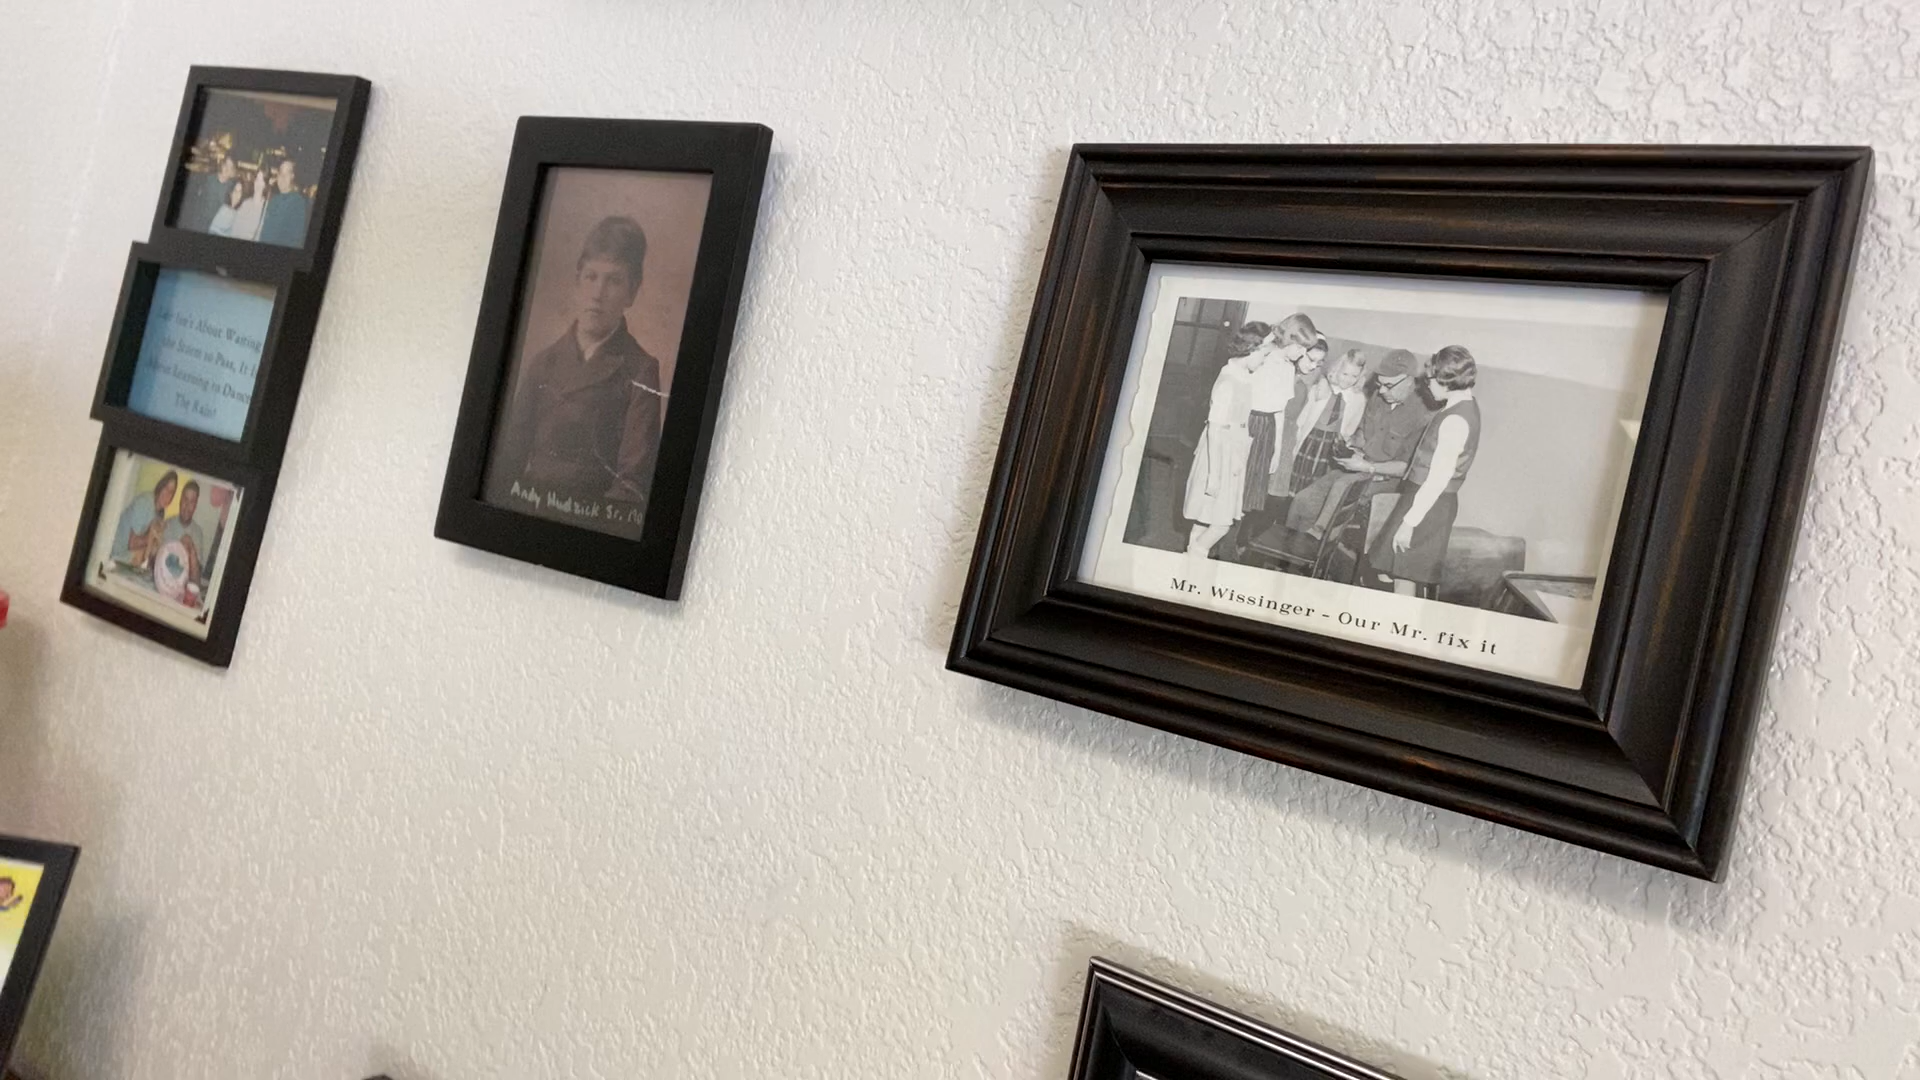 Life Isn't About Waiting
the Storm to Pass, It I
About Learning to Dance
The Rain!
Andy Hudzick Sr. 190
Mr. Wissinger - Our Mr. fix it